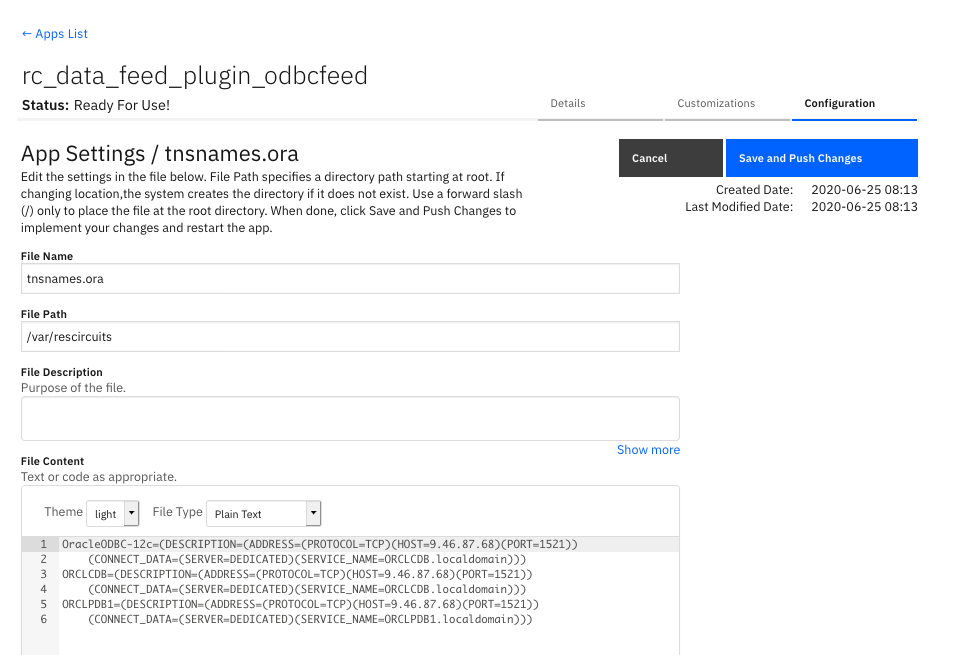 ← Apps List
rc_data_feed_plugin_odbcfeed
Status: Ready For Use!
Details
Customizations
Configuration
App Settings / tnsnames.ora
Edit the settings in the file below. File Path specifies a directory path starting at root. If
changing location,the system creates the directory if it does not exist. Use a forward slash
(/) only to place the file at the root directory. When done, click Save and Push Changes to
implement your changes and restart the app.
Cancel
Save and Push Changes
Created Date: 2020-06-25 08:13
Last Modified Date: 2020-06-25 08:13
File Name
tnsnames.ora
File Path
/var/rescircuits
File Description
Purpose of the file.
Show more
File Content
Text or code as appropriate.
Theme light File Type Plain Text
1 OracleODBC-12c=(DESCRIPTION=(ADDRESS=(PROTOCOL=TCP)(HOST=9.46.87.68)(PORT=1521))
2 (CONNECT_DATA=(SERVER=DEDICATED)(SERVICE_NAME=ORCLCDB.localdomain)))
3 ORCLCDB=(DESCRIPTION=(ADDRESS=(PROTOCOL=TCP)(HOST=9.46.87.68)(PORT=1521))
4 (CONNECT_DATA=(SERVER=DEDICATED)(SERVICE_NAME=ORCLCDB.localdomain)))
5 ORCLPDB1=(DESCRIPTION=(ADDRESS=(PROTOCOL=TCP)(HOST=9.46.87.68)(PORT=1521))
6 (CONNECT_DATA=(SERVER=DEDICATED)(SERVICE_NAME=ORCLPDB1.localdomain)))